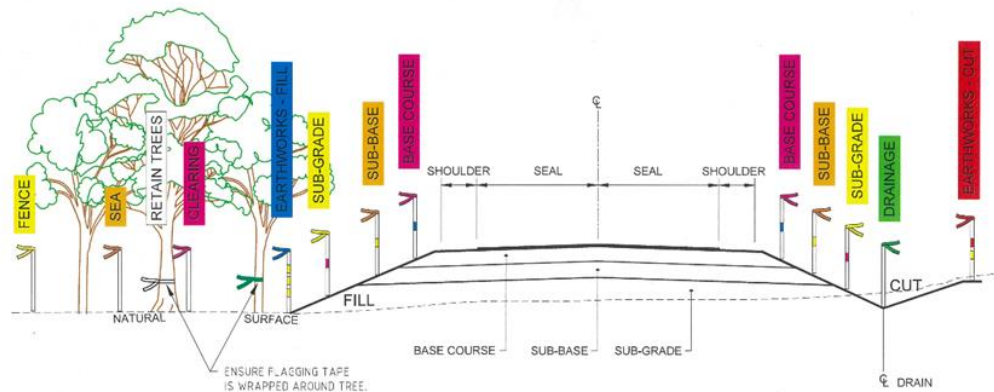 FENCE
SEA
RETAIN TREES
CLEARING
EARTHWORKS - FILL
SUB-GRADE
SUB-BASE
BASE COURSE
SHOULDER
SEAL
℄
SEAL
SHOULDER
BASE COURSE
SUB-BASE
SUB-GRADE
DRAINAGE
EARTHWORKS - CUT
FILL
CUT
NATURAL
SURFACE
BASE COURSE
SUB-BASE
SUB-GRADE
ENSURE FLAGGING TAPE
IS WRAPPED AROUND TREE.
℄ DRAIN